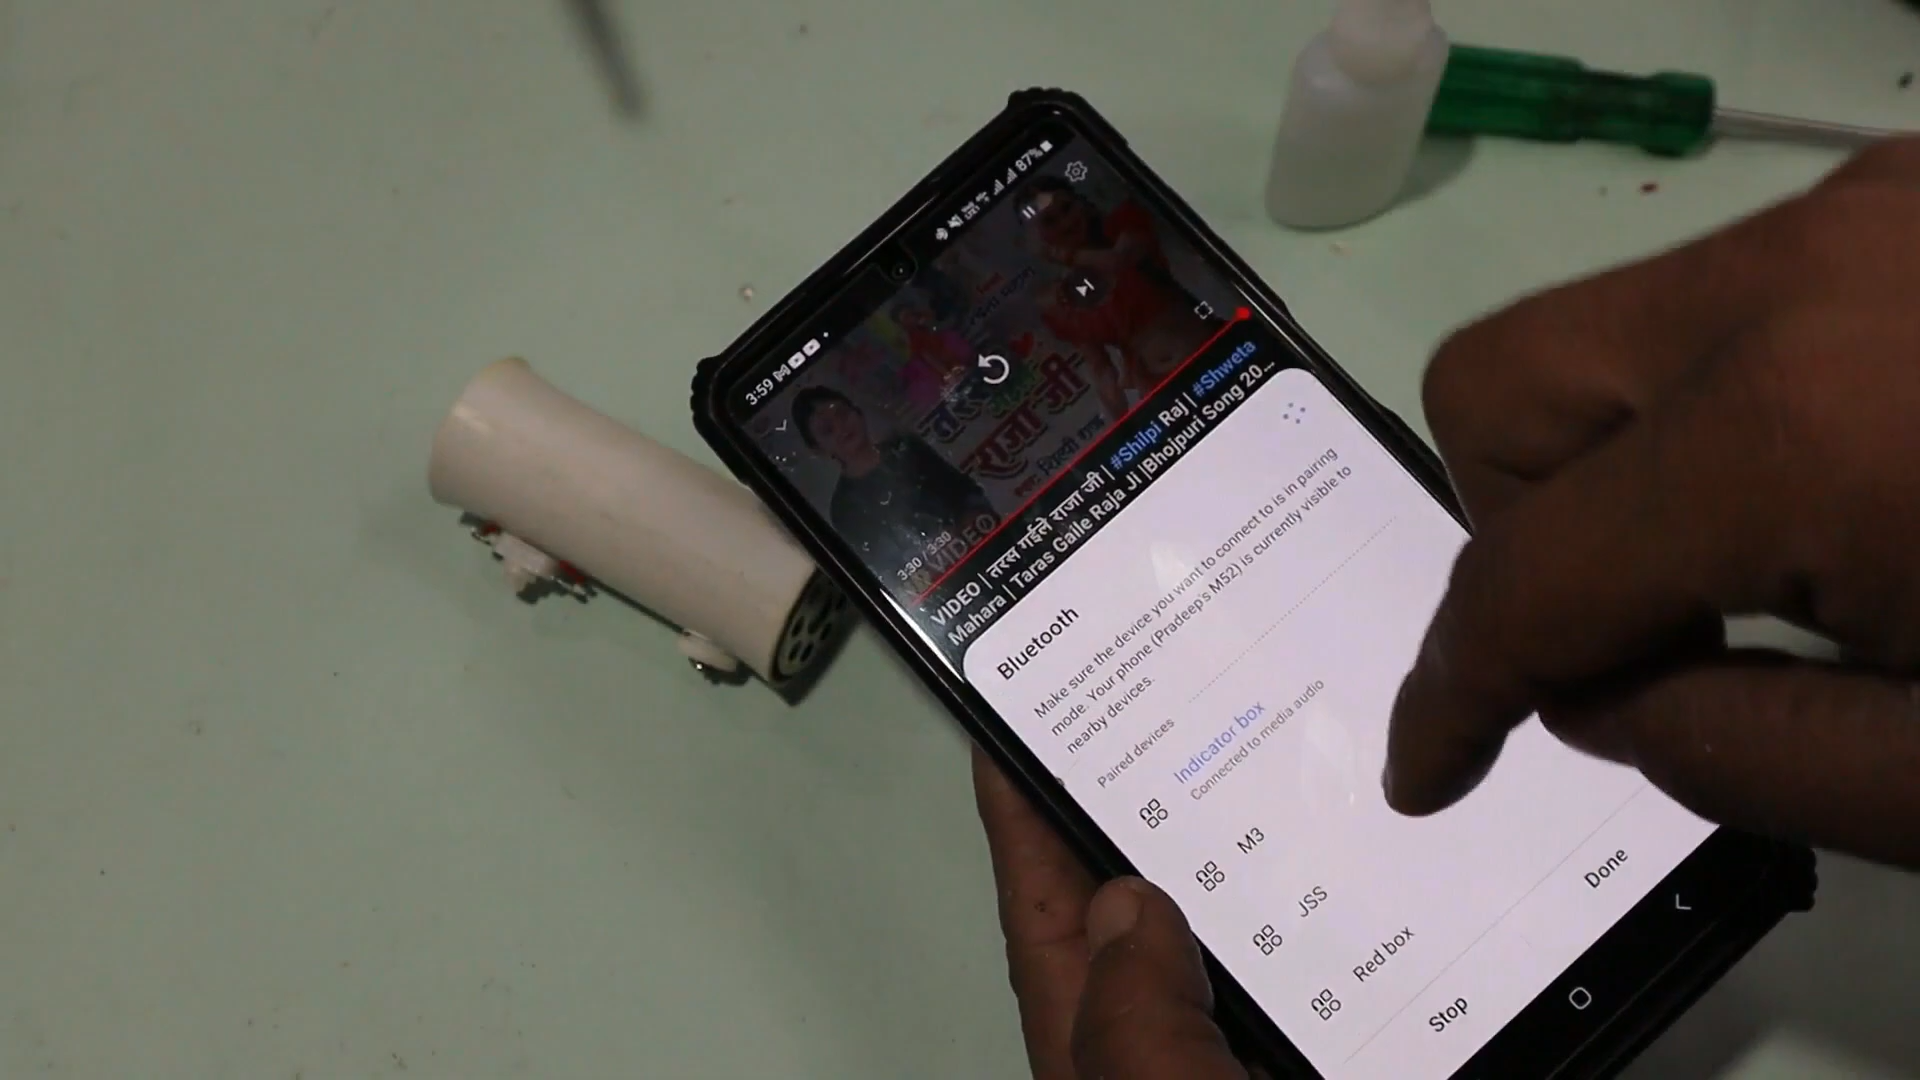 3:59
87%
तरस गईले
राजा जी
VIDEO
3:30 / 3:30
VIDEO | तरस गईले राजा जी | #Shilpi Raj | #Shweta
Mahara | Taras Gaile Raja Ji |Bhojpuri Song 20...
Bluetooth
Make sure the device you want to connect to is in pairing
mode. Your phone (Pradeep's M52) is currently visible to
nearby devices.
Paired devices
Indicator box
Connected to media audio
M3
JSS
Red box
Stop
Done